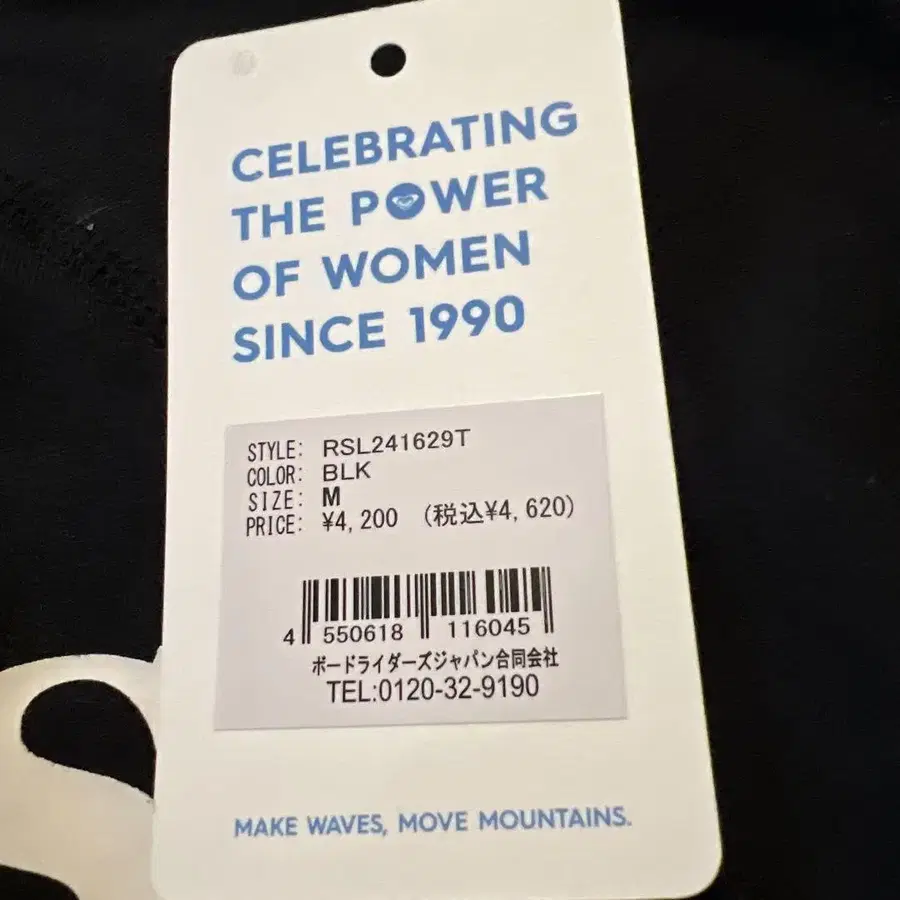 CELEBRATING
THE POWER
OF WOMEN
SINCE 1990
STYLE: RSL241629T
COLOR: BLK
SIZE: M
PRICE: ¥4,200 (税込¥4,620)
4 550618 116045
ボードライダーズジャパン合同会社
TEL:0120-32-9190
MAKE WAVES, MOVE MOUNTAINS.